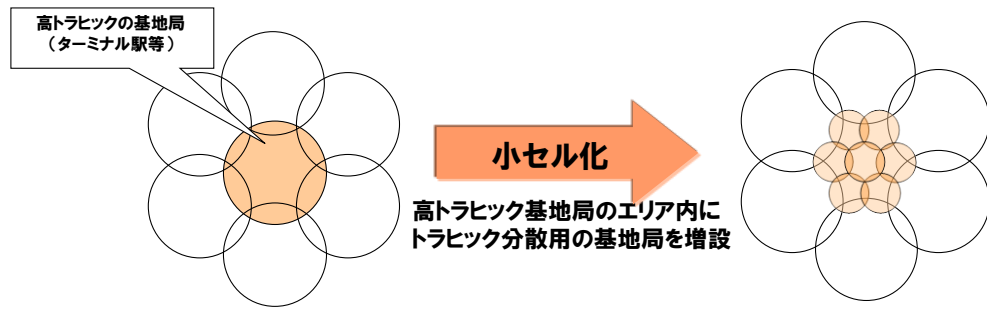 高トラヒックの基地局
（ターミナル駅等）
小セル化
高トラヒック基地局のエリア内に
トラヒック分散用の基地局を増設